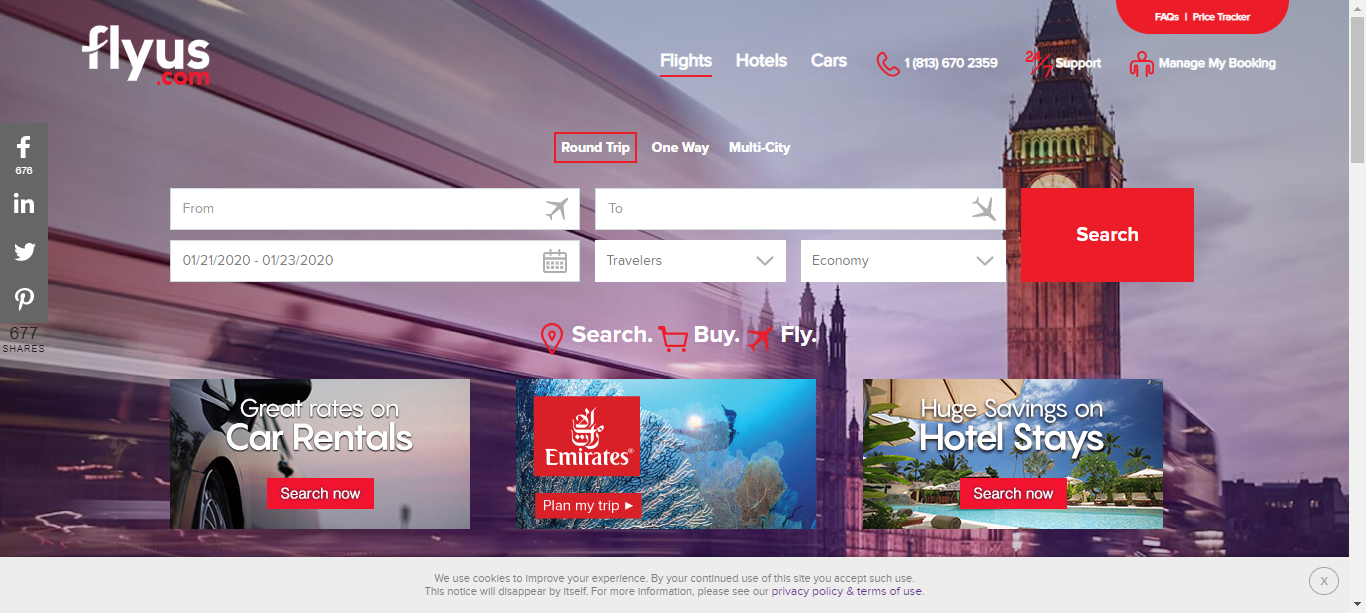 FAQs | Price Tracker
flyus
.com
Flights Hotels Cars 1 (813) 670 2359 24/7 Support Manage My Booking
676
677
SHARES
Round Trip One Way Multi-City
From To
Search
01/21/2020 - 01/23/2020 Travelers Economy
Search. Buy. Fly.
Great rates on
Car Rentals
Search now
Emirates
Plan my trip ►
Huge Savings on
Hotel Stays
Search now
We use cookies to improve your experience. By your continued use of this site you accept such use.
This notice will disappear by itself. For more information, please see our privacy policy & terms of use.
X